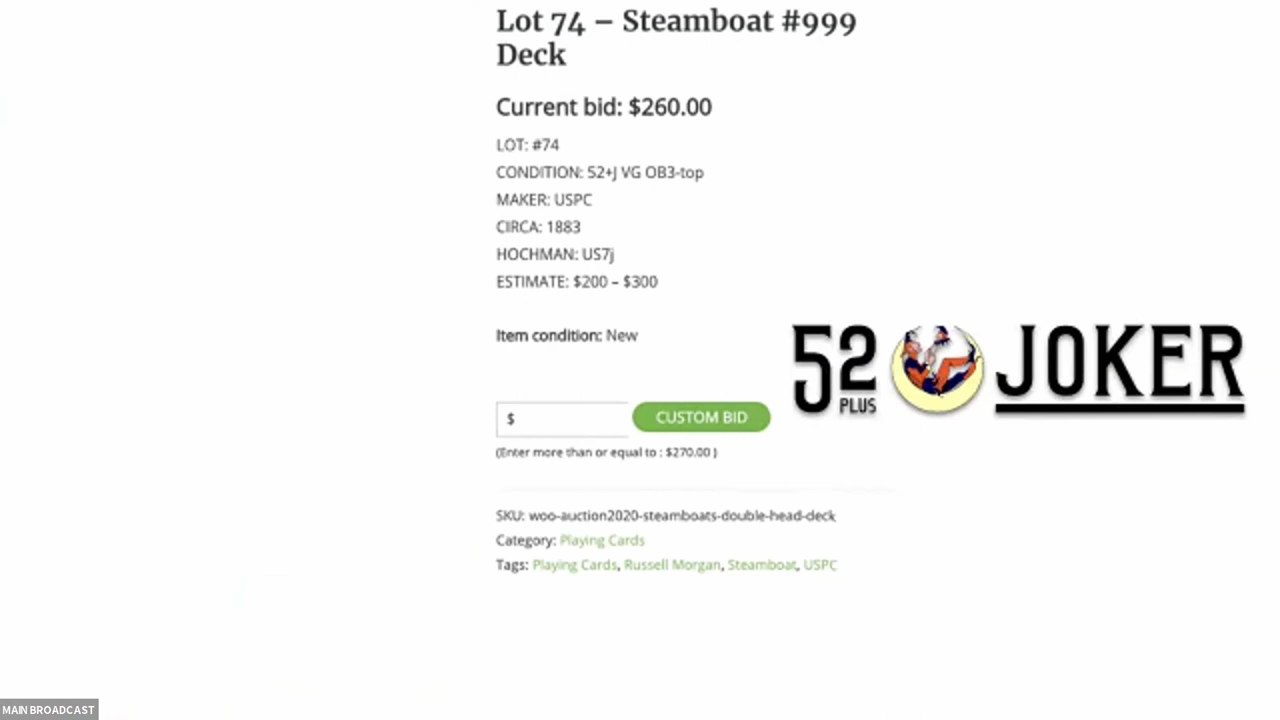 Lot 74 – Steamboat #999
Deck
Current bid: $260.00
LOT: #74
CONDITION: 52+J VG OB3-top
MAKER: USPC
CIRCA: 1883
HOCHMAN: US7j
ESTIMATE: $200 – $300
Item condition: New
52 PLUS JOKER
$ CUSTOM BID
(Enter more than or equal to : $270.00 )
SKU: woo-auction2020-steamboats-double-head-deck
Category: Playing Cards
Tags: Playing Cards, Russell Morgan, Steamboat, USPC
MAIN BROADCAST